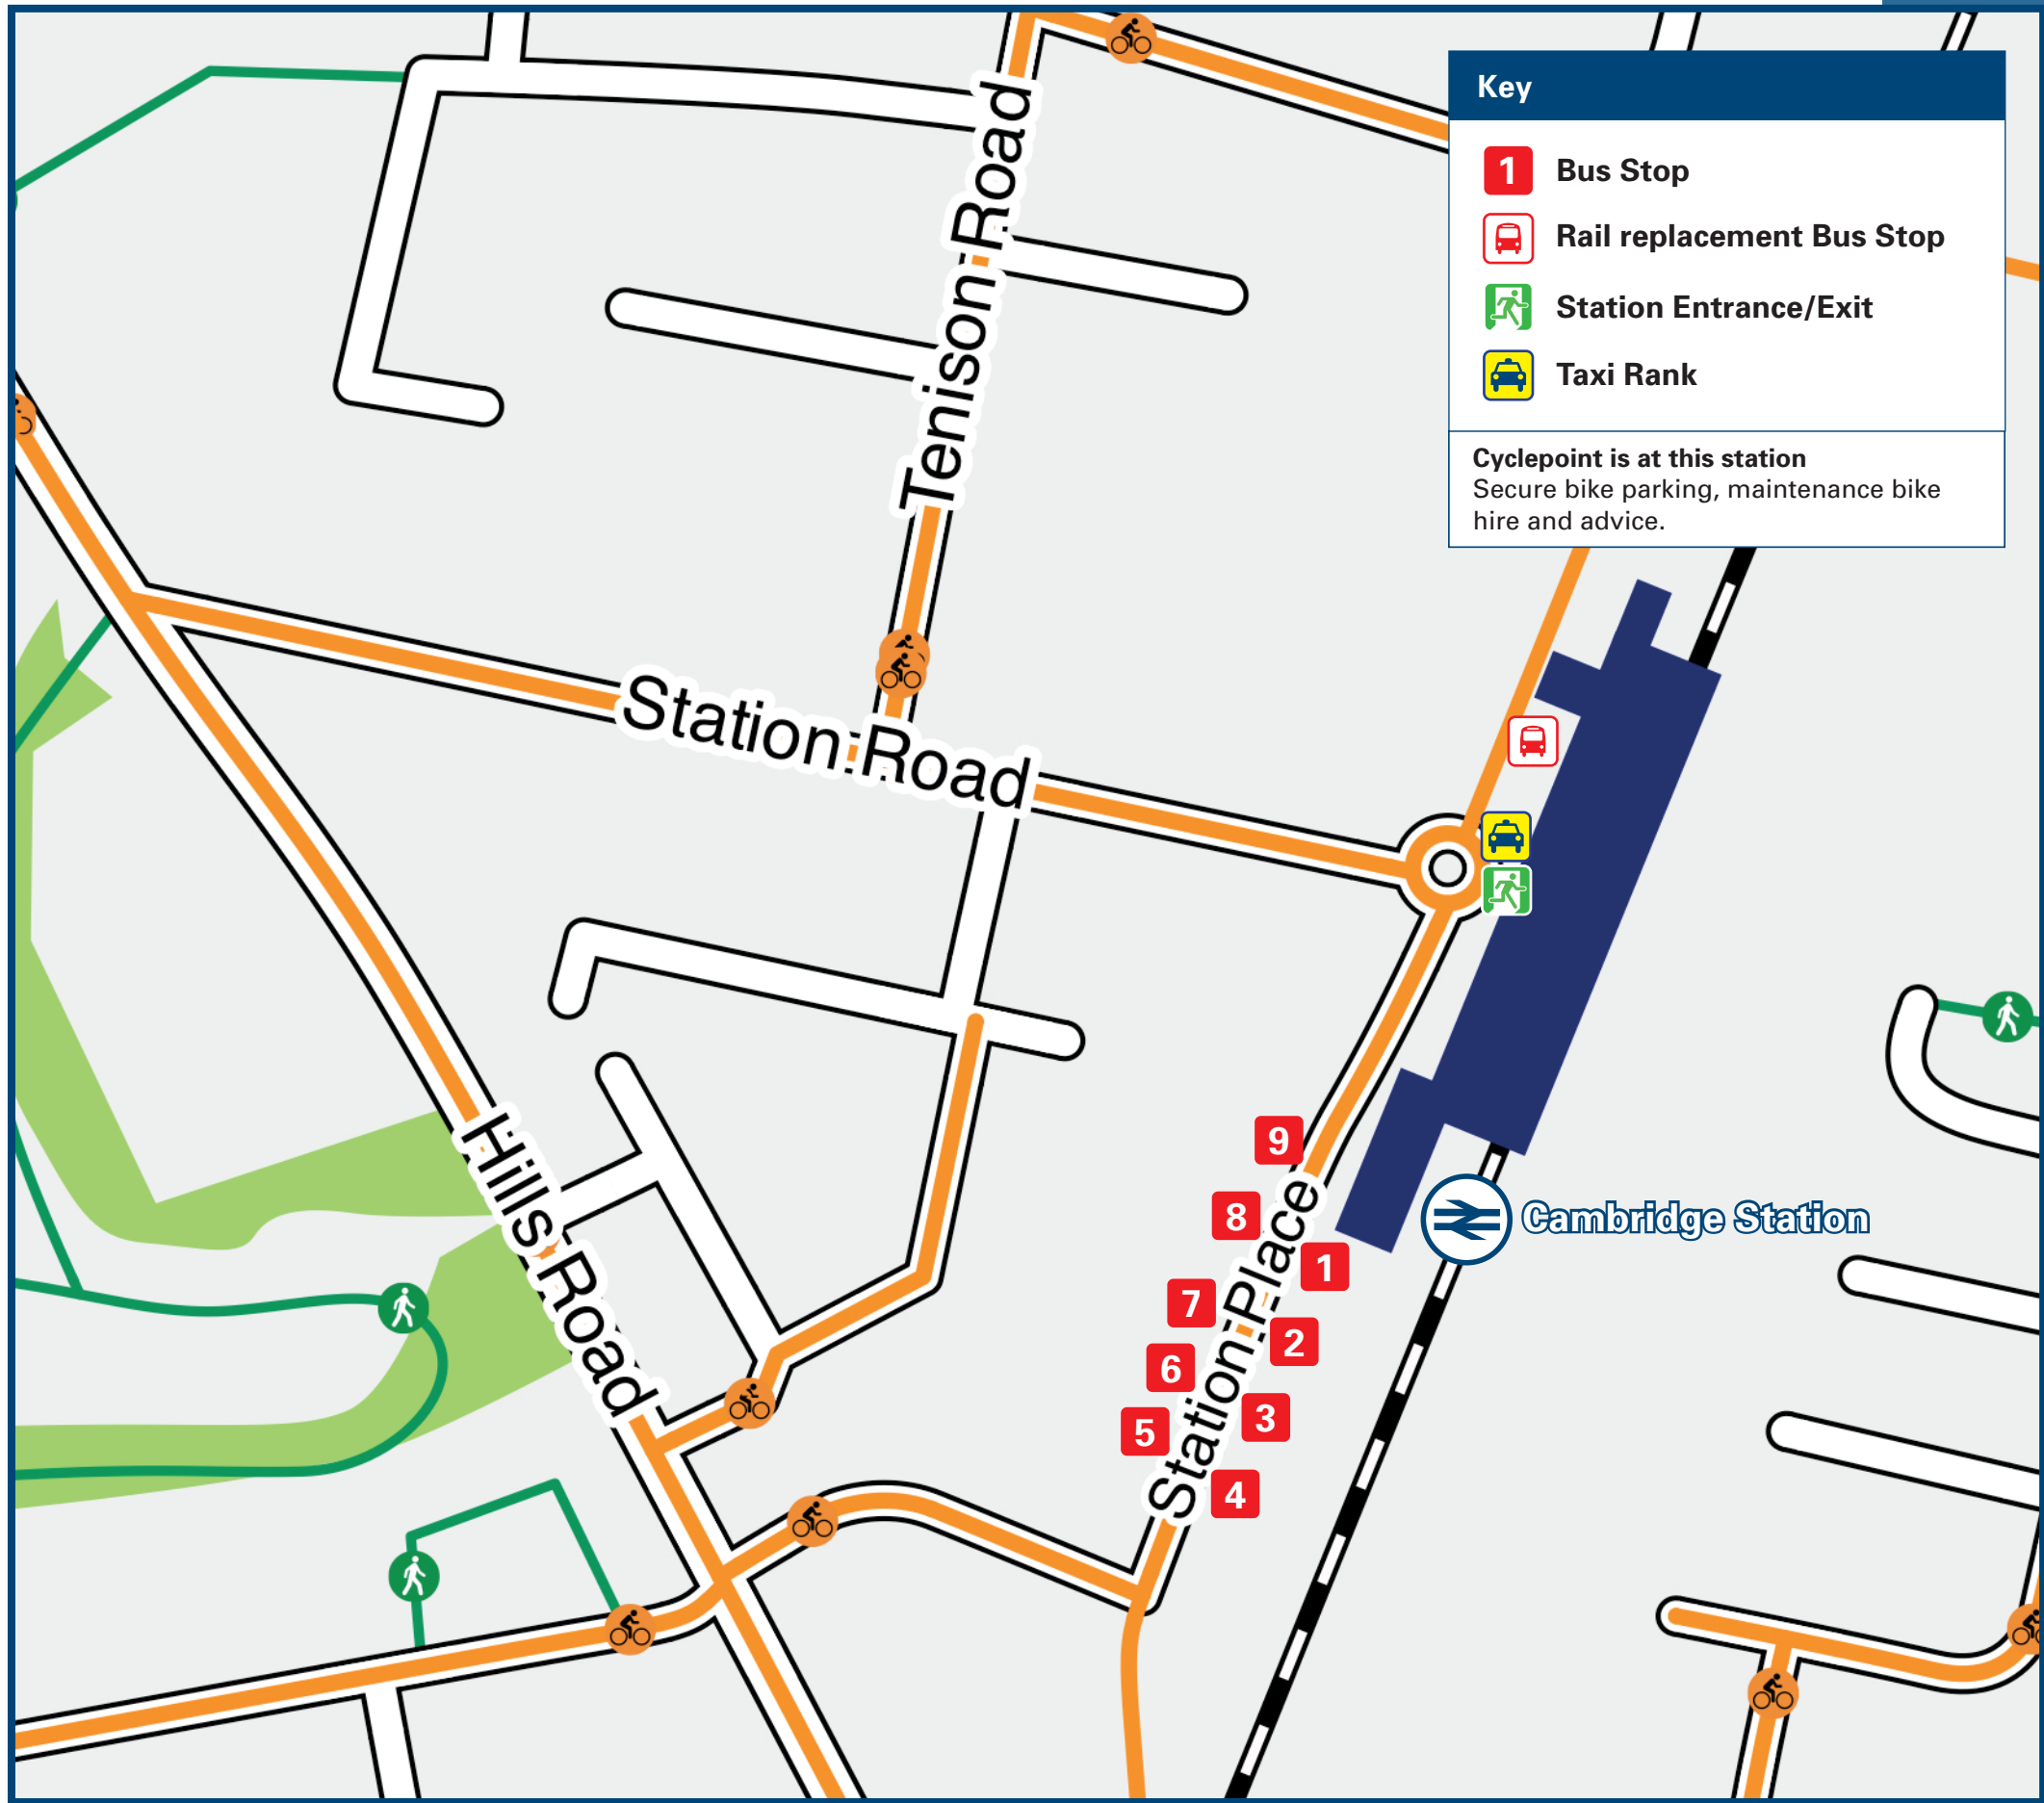 Key
1 Bus Stop
Rail replacement Bus Stop
Station Entrance/Exit
Taxi Rank
Cyclepoint is at this station
Secure bike parking, maintenance bike
hire and advice.
Tenison Road
Station Road
Hills Road
Station Place
9
8
1
7
2
6
3
5
4
Cambridge Station